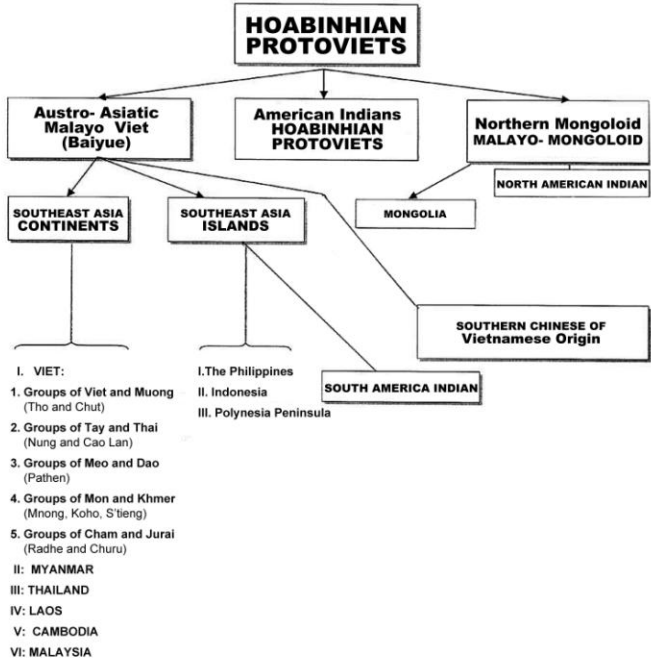 HOABINHIAN
PROTOVIETS
Austro- Asiatic
Malayo Viet
(Baiyue)
American Indians
HOABINHIAN
PROTOVIETS
Northern Mongoloid
MALAYO- MONGOLOID
NORTH AMERICAN INDIAN
MONGOLIA
SOUTHEAST ASIA
CONTINENTS
SOUTHEAST ASIA
ISLANDS
SOUTHERN CHINESE OF
Vietnamese Origin
SOUTH AMERICA INDIAN
I. VIET:
1. Groups of Viet and Muong
(Tho and Chut)
2. Groups of Tay and Thai
(Nung and Cao Lan)
3. Groups of Meo and Dao
(Pathen)
4. Groups of Mon and Khmer
(Mnong, Koho, S'tieng)
5. Groups of Cham and Jurai
(Radhe and Churu)
II: MYANMAR
III: THAILAND
IV: LAOS
V: CAMBODIA
VI: MALAYSIA
I.The Philippines
II. Indonesia
III. Polynesia Peninsula